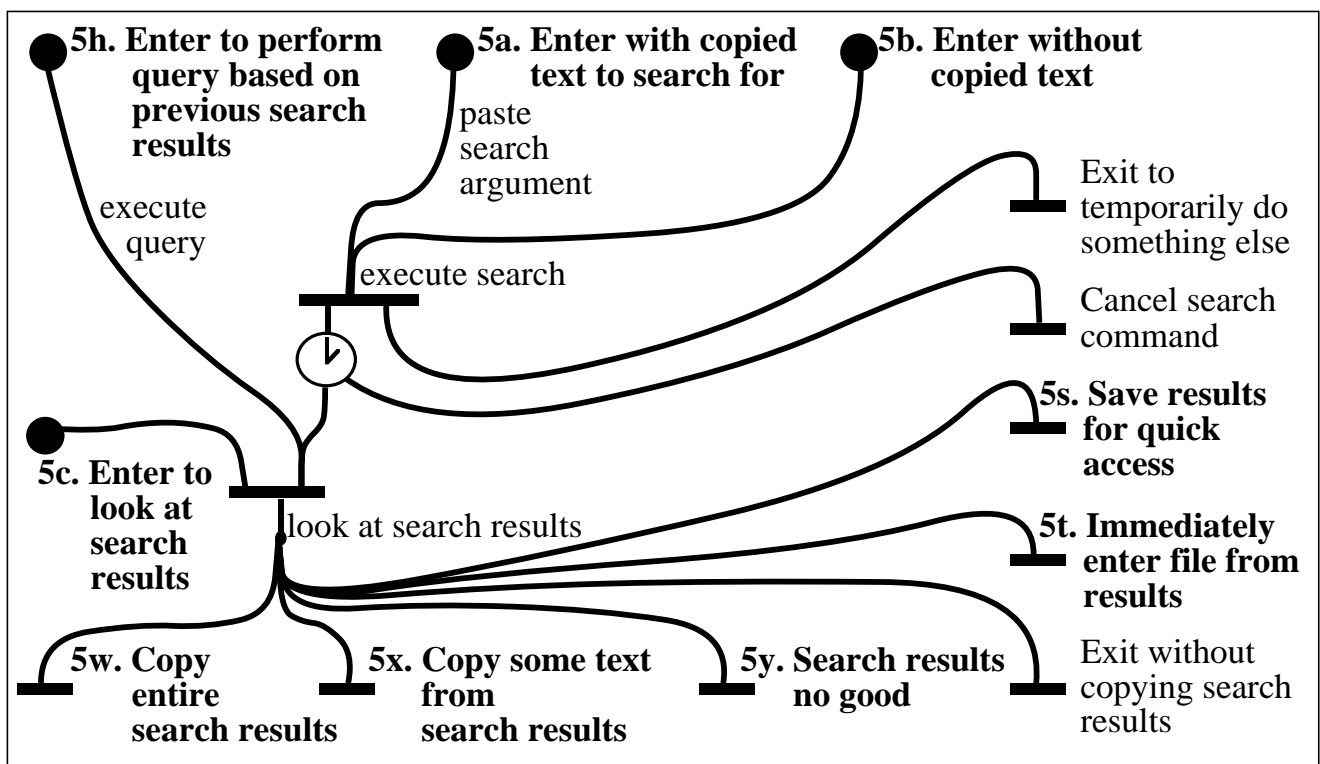 5h. Enter to perform
query based on
previous search
results
5a. Enter with copied
text to search for
5b. Enter without
copied text
paste
search
argument
Exit to
temporarily do
something else
execute
query
execute search
Cancel search
command
5s. Save results
for quick
access
5c. Enter to
look at
search
results
look at search results
5t. Immediately
enter file from
results
5w. Copy
entire
search results
5x. Copy some text
from
search results
5y. Search results
no good
Exit without
copying search
results